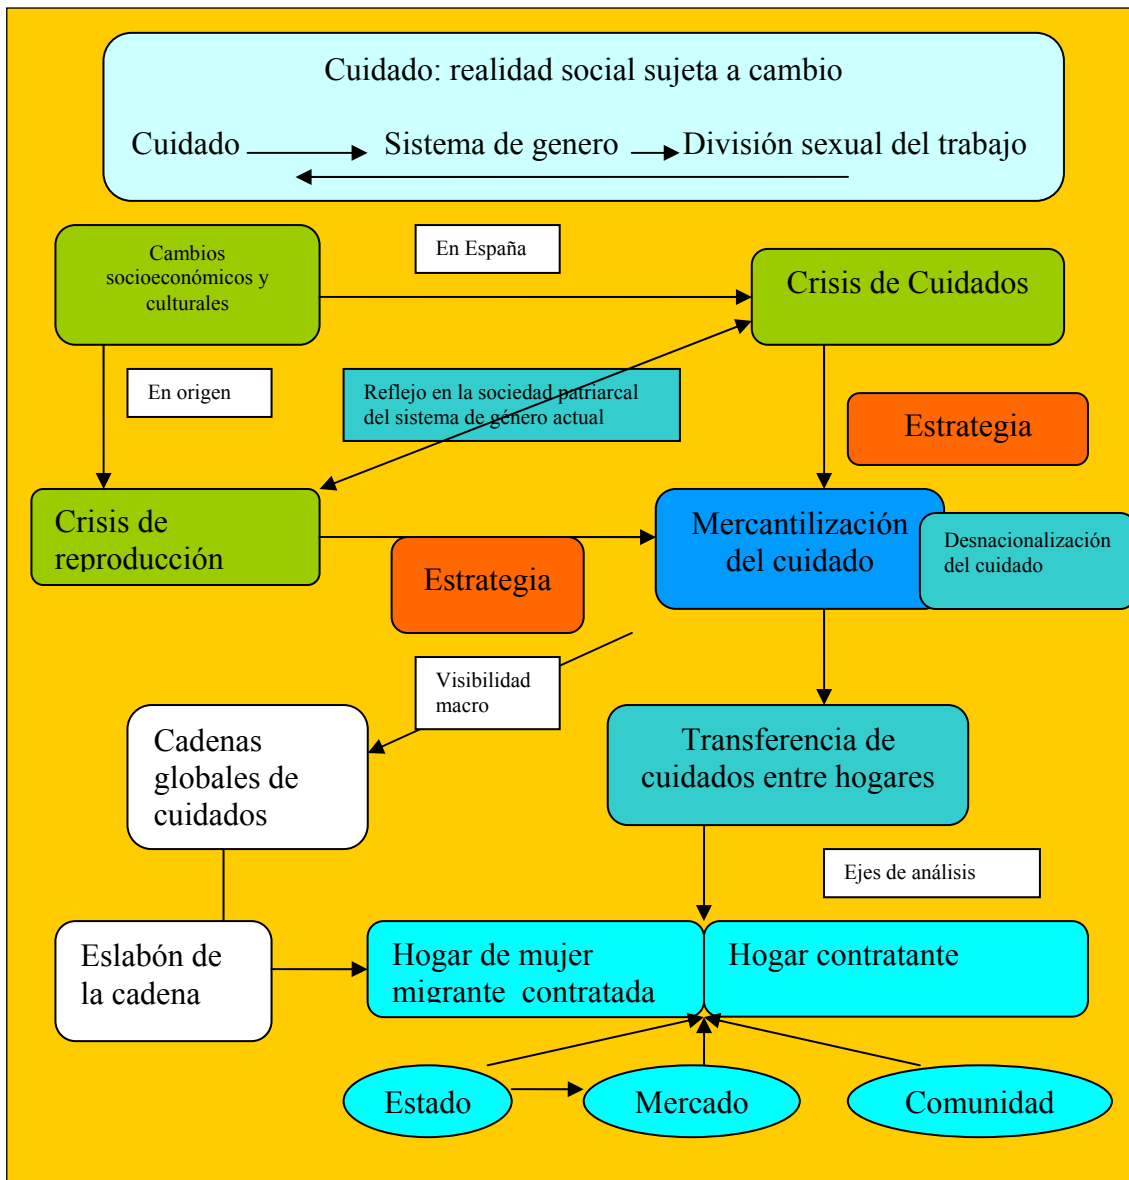 Cuidado: realidad social sujeta a cambio
Cuidado Sistema de genero División sexual del trabajo
Cambios
socioeconómicos y
culturales
En España
Crisis de Cuidados
En origen
Reflejo en la sociedad patriarcal
del sistema de género actual
Estrategia
Crisis de
reproducción
Estrategia
Mercantilización
del cuidado
Desnacionalización
del cuidado
Visibilidad
macro
Cadenas
globales de
cuidados
Transferencia de
cuidados entre hogares
Ejes de análisis
Eslabón de
la cadena
Hogar de mujer
migrante contratada
Hogar contratante
Estado
Mercado
Comunidad